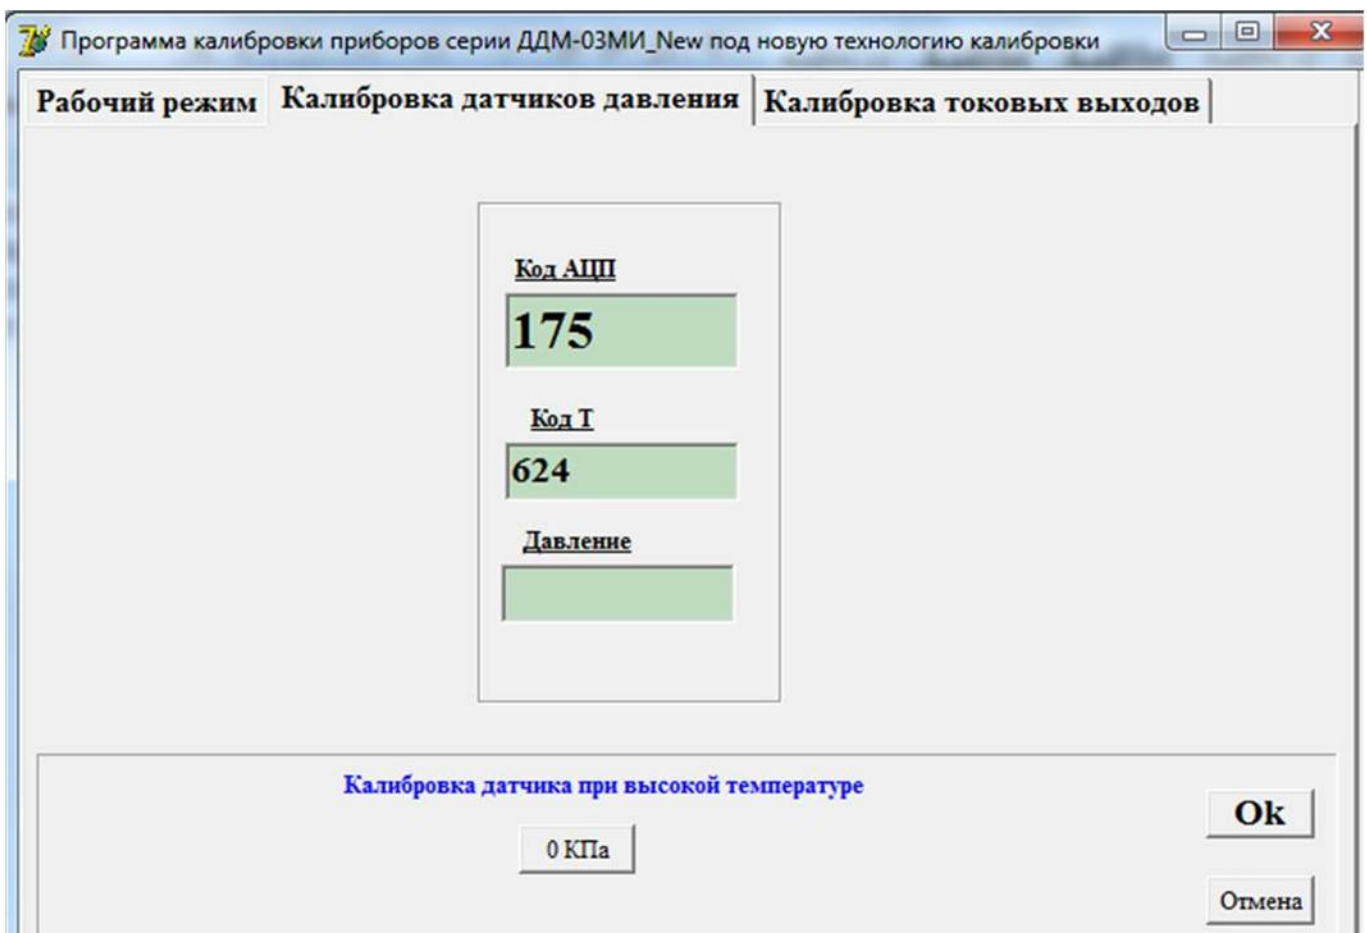 Программа калибровки приборов серии ДДМ-03МИ_New под новую технологию калибровки
Рабочий режим Калибровка датчиков давления Калибровка токовых выходов
Код АЦП
175
Код Т
624
Давление
Калибровка датчика при высокой температуре
Ok
0 КПа
Отмена